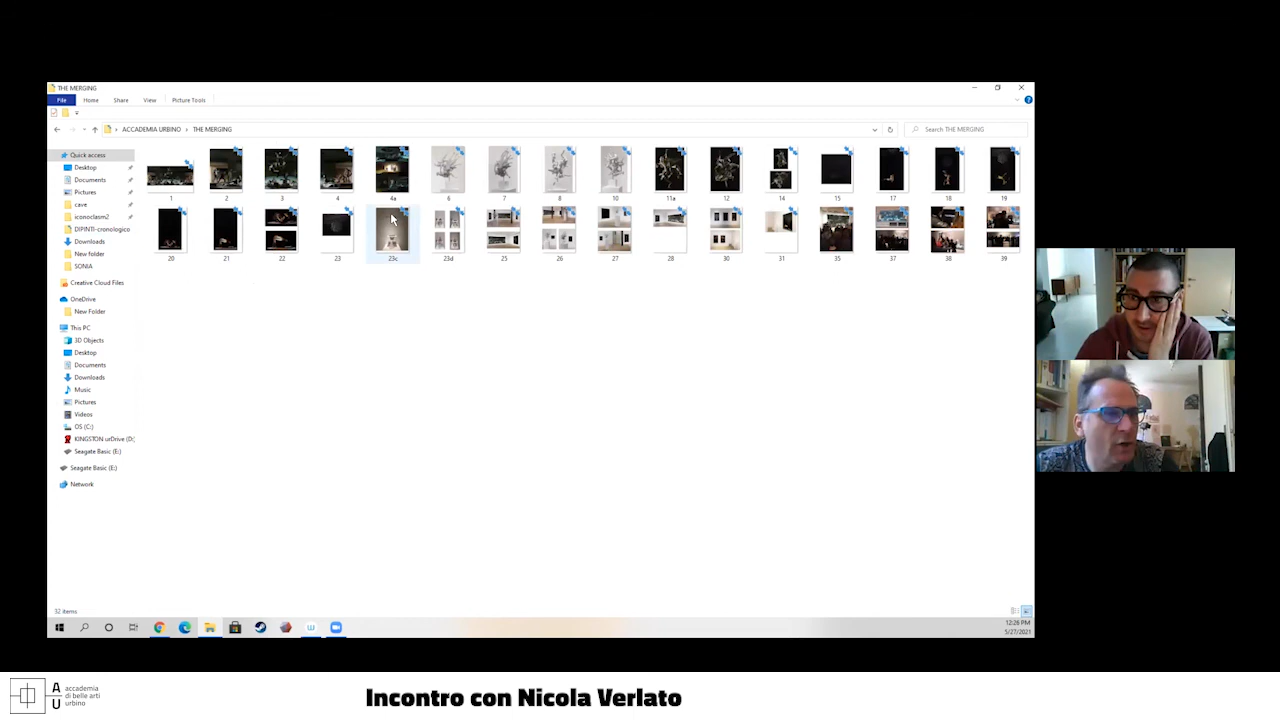 THE MERGING
File Home Share View Picture Tools
ACCADEMIA URBINO THE MERGING
Search THE MERGING
Quick access
Desktop
Documents
Pictures
cave
iconoclasm2
DIPINTI-cronologico
Downloads
New folder
SONIA
Creative Cloud Files
OneDrive
New Folder
This PC
3D Objects
Desktop
Documents
Downloads
Music
Pictures
Videos
OS (C:)
KINGSTON urDrive (D:)
Seagate Basic (E:)
Seagate Basic (E:)
Network
1 2 3 4 4a 6 7 8 10 11a 12 14 15 17 18 19
20 21 22 23 23c 23d 25 26 27 28 30 31 35 37 38 39
32 items
12:26 PM
5/27/2021
A
U
accademia
di belle arti
urbino
Incontro con Nicola Verlato